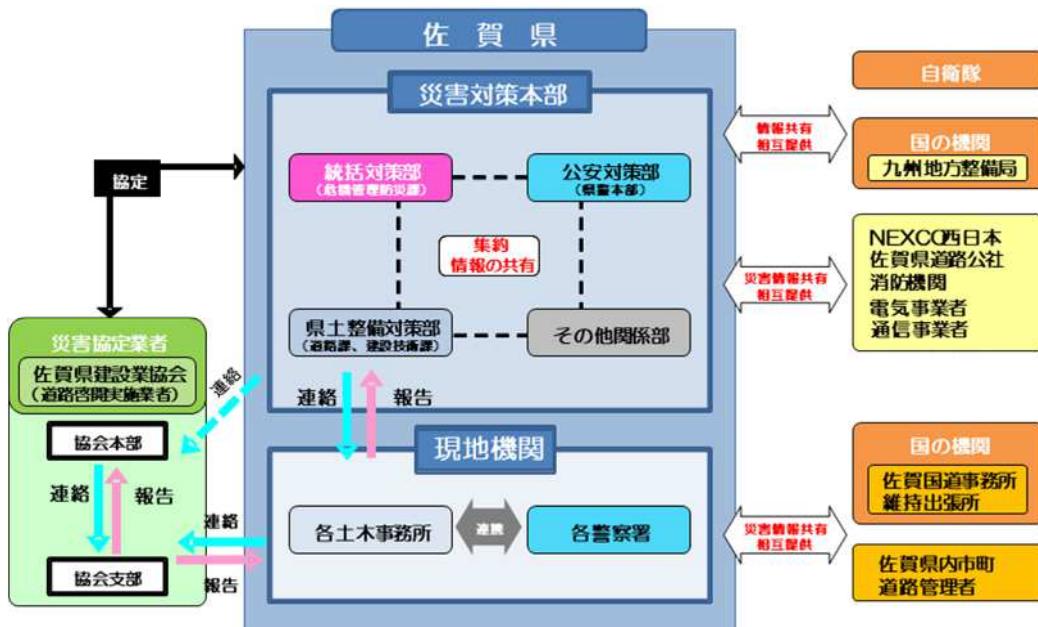 佐 賀 県
災害対策本部
統括対策部
(危機管理防災課)
公安対策部
(県警本部)
集約
情報の共有
県土整備対策部
(道路課、建設技術課)
その他関係部
連絡
報告
現地機関
各土木事務所
連携
各警察署
協定
災害協定業者
佐賀県建設業協会
(道路啓開実施業者)
連絡
協会本部
連絡
報告
協会支部
連絡
報告
情報共有
相互提供
自衛隊
国の機関
九州地方整備局
災害情報共有
相互提供
NEXCO西日本
佐賀県道路公社
消防機関
電気事業者
通信事業者
災害情報共有
相互提供
国の機関
佐賀国道事務所
維持出張所
佐賀県内市町
道路管理者